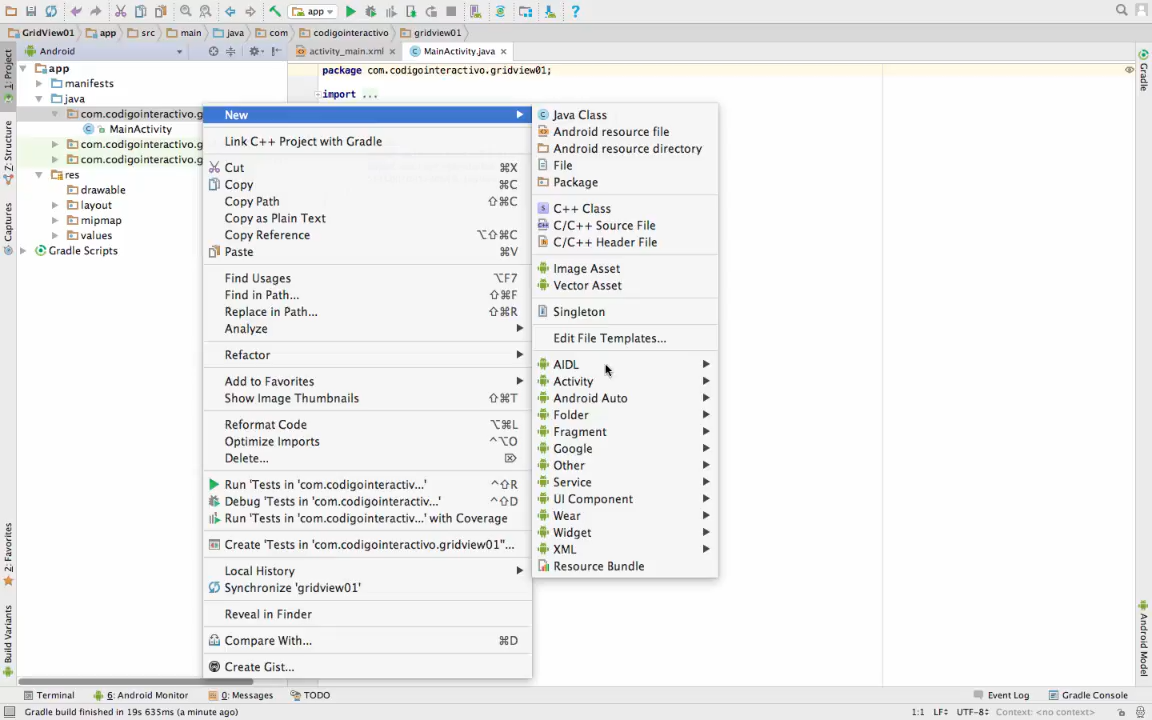 app
GridView01 app src main java com codigointeractivo gridview01
Android
activity_main.xml
MainActivity.java
1: Project
Z: Structure
Captures
2: Favorites
Build Variants
app
manifests
java
com.codigointeractivo.g
MainActivity
com.codigointeractivo.g
com.codigointeractivo.g
res
drawable
layout
mipmap
values
Gradle Scripts
package com.codigointeractivo.gridview01;
import ...
New
Link C++ Project with Gradle
Cut ⌘X
Copy ⌘C
Copy Path ⇧⌘C
Copy as Plain Text
Copy Reference ⌥⇧⌘C
Paste ⌘V
Find Usages ⌥F7
Find in Path... ⇧⌘F
Replace in Path... ⇧⌘R
Analyze
Refactor
Add to Favorites
Show Image Thumbnails ⇧⌘T
Reformat Code ⌥⌘L
Optimize Imports ^⌥O
Delete... ⌦
Run 'Tests in 'com.codigointeractiv...' ^⇧R
Debug 'Tests in 'com.codigointeractiv...' ^⇧D
Run 'Tests in 'com.codigointeractiv...' with Coverage
Create 'Tests in 'com.codigointeractivo.gridview01''...
Local History
Synchronize 'gridview01'
Reveal in Finder
Compare With... ⌘D
Create Gist...
Java Class
Android resource file
Android resource directory
File
Package
C++ Class
C/C++ Source File
C/C++ Header File
Image Asset
Vector Asset
Singleton
Edit File Templates...
AIDL
Activity
Android Auto
Folder
Fragment
Google
Other
Service
UI Component
Wear
Widget
XML
Resource Bundle
Gradle
Android Model
Terminal 6: Android Monitor 0: Messages TODO Event Log Gradle Console
Gradle build finished in 19s 635ms (a minute ago) 1:1 LF÷ UTF-8÷ Context: <no context>